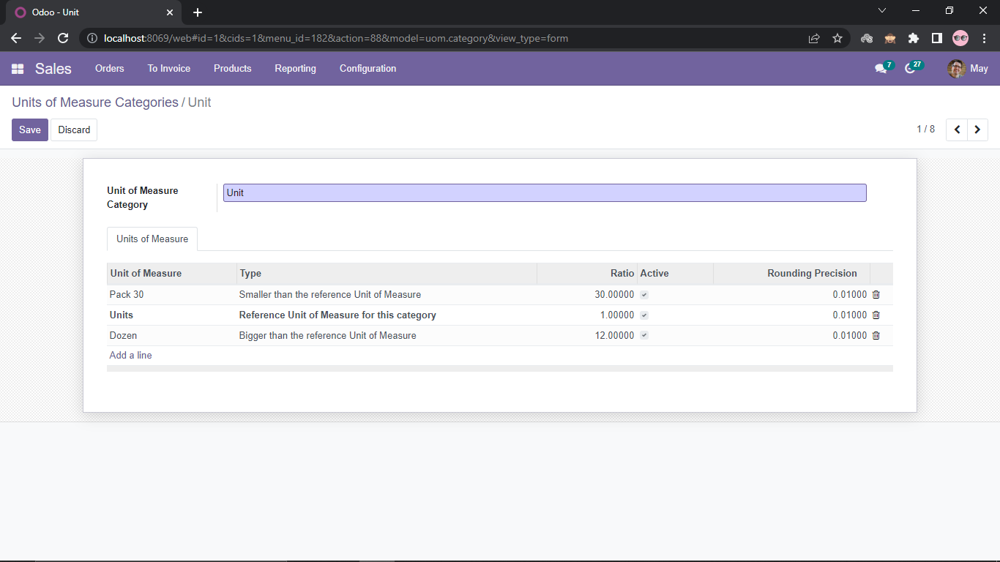 Odoo - Unit
localhost:8069/web#id=1&cids=1&menu_id=182&action=88&model=uom.category&view_type=form
Sales Orders To Invoice Products Reporting Configuration 7 27 May
Units of Measure Categories / Unit
Save Discard 1 / 8
Unit of Measure Category Unit
Units of Measure
Unit of Measure Type Ratio Active Rounding Precision
Pack 30 Smaller than the reference Unit of Measure 30.00000 0.01000
Units Reference Unit of Measure for this category 1.00000 0.01000
Dozen Bigger than the reference Unit of Measure 12.00000 0.01000
Add a line